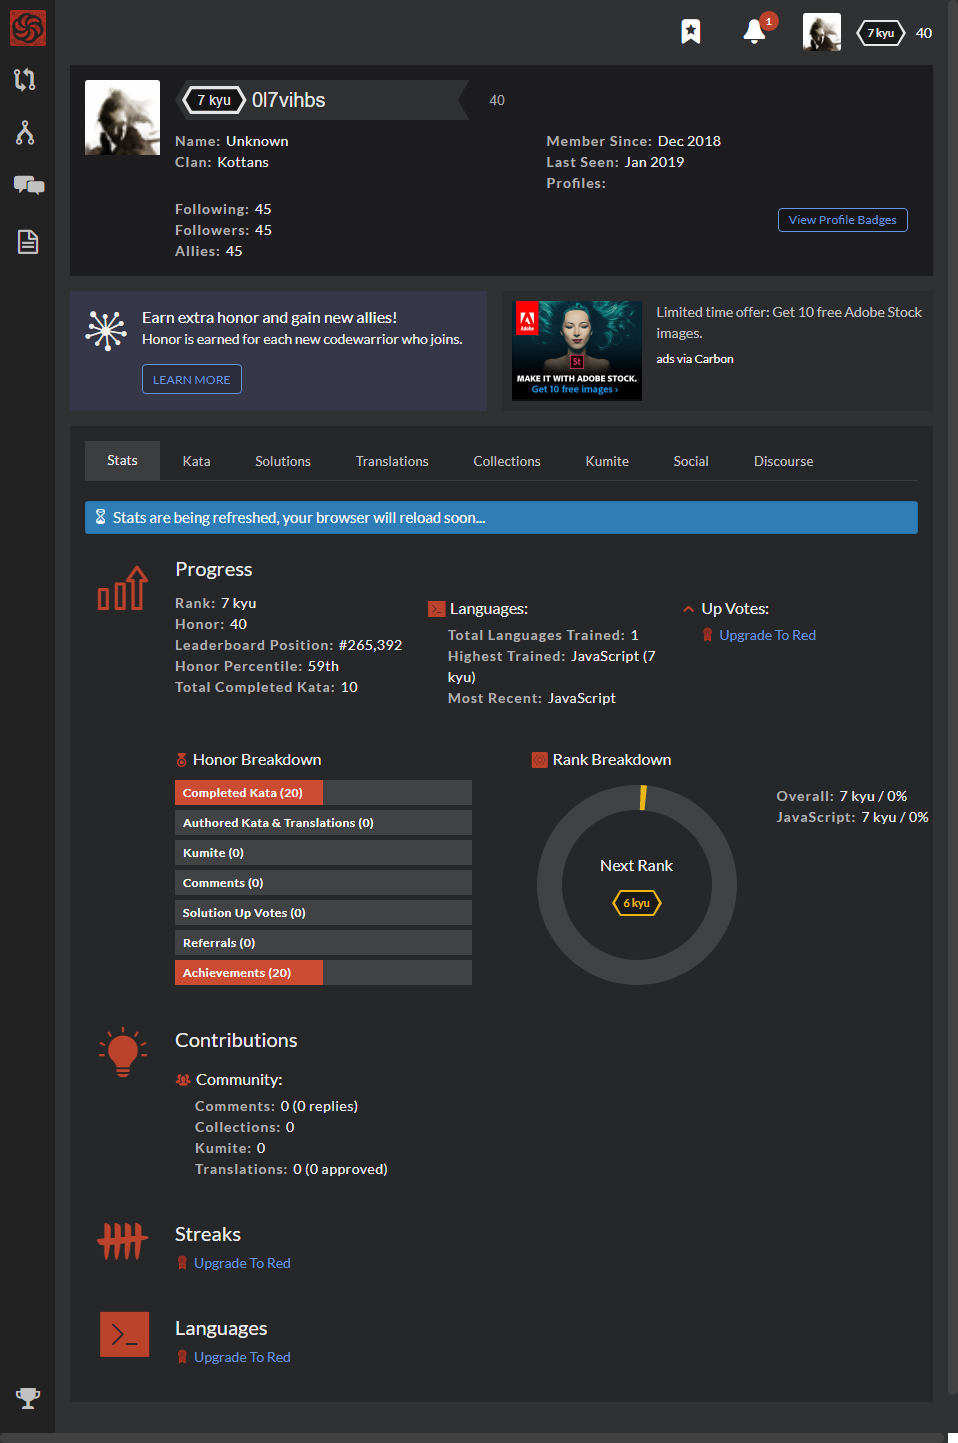 1
7 kyu
40
7 kyu
0l7vihbs
40
Name: Unknown
Clan: Kottans
Member Since: Dec 2018
Last Seen: Jan 2019
Profiles:
Following: 45
Followers: 45
Allies: 45
View Profile Badges
Earn extra honor and gain new allies!
Honor is earned for each new codewarrior who joins.
LEARN MORE
Adobe
St
MAKE IT WITH ADOBE STOCK.
Get 10 free images ›
Limited time offer: Get 10 free Adobe Stock
images.
ads via Carbon
Stats Kata Solutions Translations Collections Kumite Social Discourse
Stats are being refreshed, your browser will reload soon...
Progress
Rank: 7 kyu
Honor: 40
Leaderboard Position: #265,392
Honor Percentile: 59th
Total Completed Kata: 10
Languages:
Total Languages Trained: 1
Highest Trained: JavaScript (7
kyu)
Most Recent: JavaScript
Up Votes:
Upgrade To Red
Honor Breakdown
Completed Kata (20)
Authored Kata & Translations (0)
Kumite (0)
Comments (0)
Solution Up Votes (0)
Referrals (0)
Achievements (20)
Rank Breakdown
Next Rank
6 kyu
Overall: 7 kyu / 0%
JavaScript: 7 kyu / 0%
Contributions
Community:
Comments: 0 (0 replies)
Collections: 0
Kumite: 0
Translations: 0 (0 approved)
Streaks
Upgrade To Red
Languages
Upgrade To Red